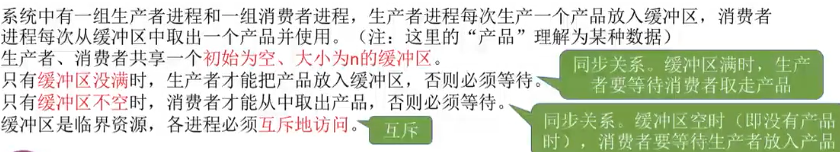 系统中有一组生产者进程和一组消费者进程，生产者进程每次生产一个产品放入缓冲区，消费者
进程每次从缓冲区中取出一个产品并使用。（注：这里的“产品”理解为某种数据）
生产者、消费者共享一个初始为空、大小为n的缓冲区。
只有缓冲区没满时，生产者才能把产品放入缓冲区，否则必须等待。
同步关系。缓冲区满时，生产
者要等待消费者取走产品
只有缓冲区不空时，消费者才能从中取出产品，否则必须等待。
缓冲区是临界资源，各进程必须互斥地访问。
互斥
同步关系。缓冲区空时（即没有产品
时），消费者要等待生产者放入产品